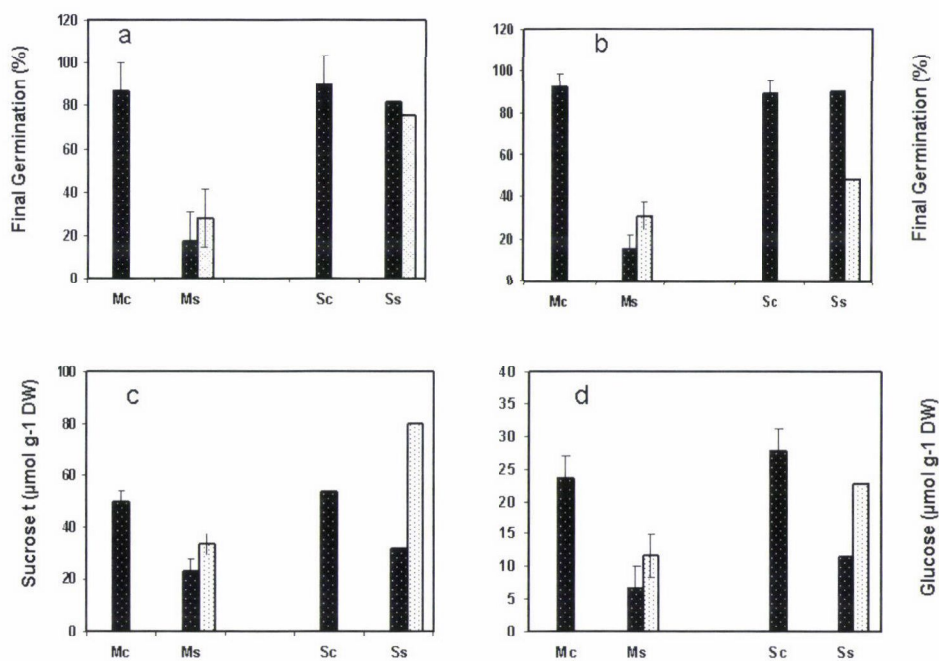 a
Final Germination (%)
120
100
80
60
40
20
0
Mc Ms Sc Ss
b
Final Germination (%)
120
100
80
60
40
20
0
Mc Ms Sc Ss
c
Sucrose t (µmol g-1 DW)
100
80
60
40
20
0
Mc Ms Sc Ss
d
Glucose (µmol g-1 DW)
40
35
30
25
20
15
10
5
0
Mc Ms Sc Ss